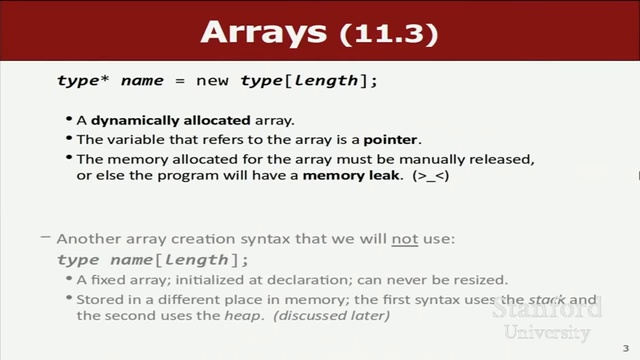 Arrays (11.3)
type* name = new type[length];
• A dynamically allocated array.
• The variable that refers to the array is a pointer.
• The memory allocated for the array must be manually released,
or else the program will have a memory leak. (>_<)
– Another array creation syntax that we will not use:
type name[length];
• A fixed array; initialized at declaration; can never be resized.
• Stored in a different place in memory; the first syntax uses the stack and
the second uses the heap. (discussed later)
Stanford
University
3